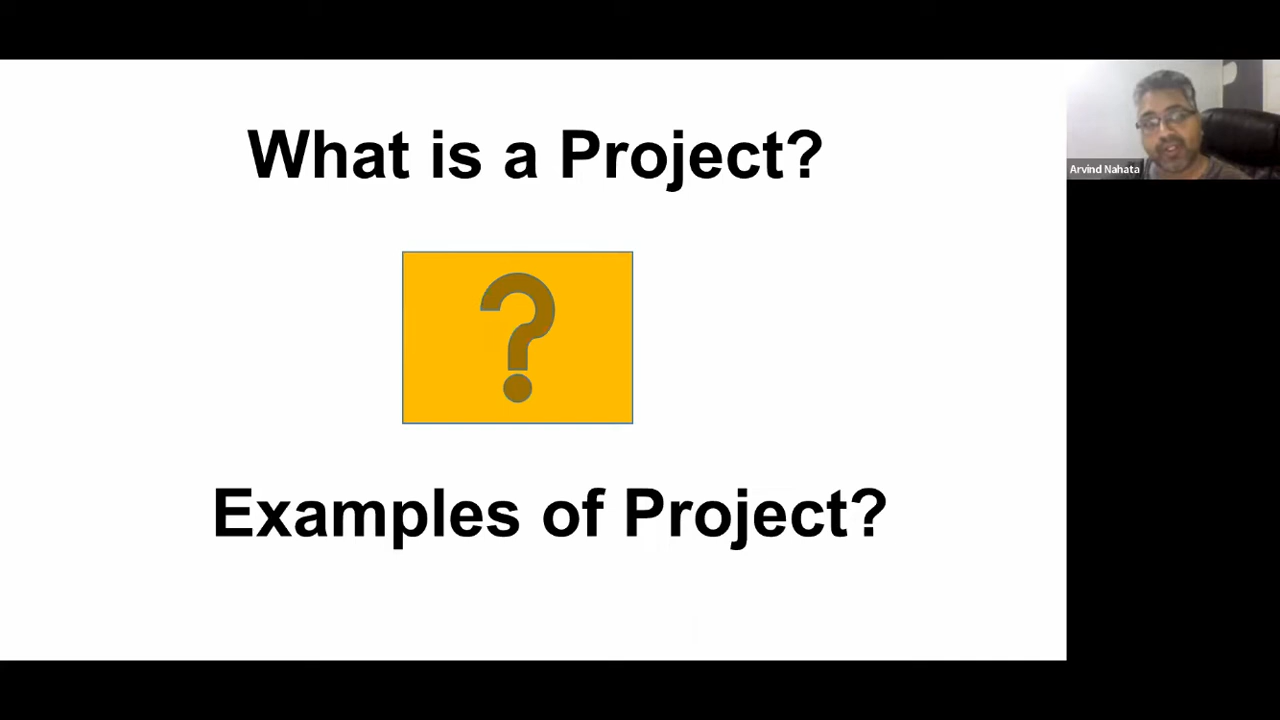 What is a Project?
?
Examples of Project?
Arvind Nahata